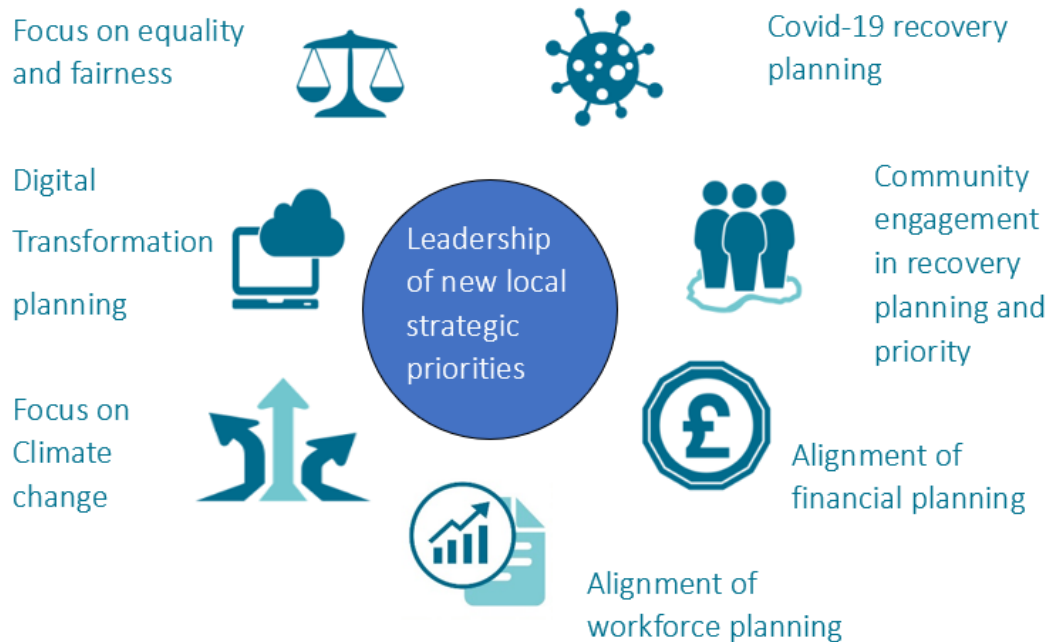 Focus on equality
and fairness
Covid-19 recovery
planning
Digital
Transformation
planning
Leadership
of new local
strategic
priorities
Community
engagement
in recovery
planning and
priority
£
Focus on
Climate
change
Alignment of
financial planning
Alignment of
workforce planning